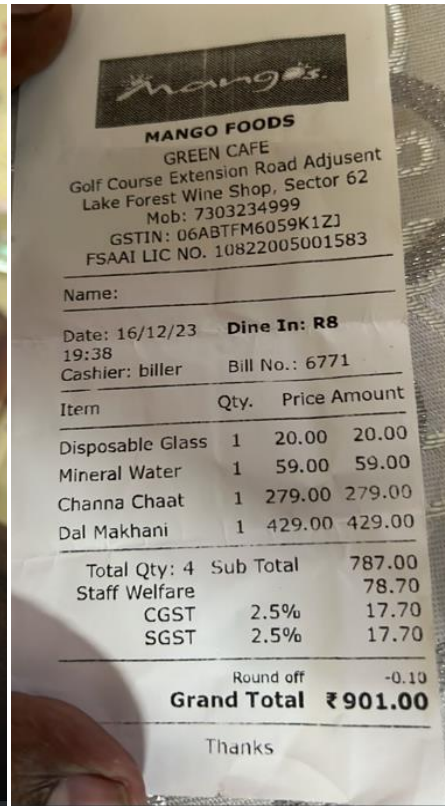 Mango's.
MANGO FOODS
GREEN CAFE
Golf Course Extension Road Adjusent
Lake Forest Wine Shop, Sector 62
Mob: 7303234999
GSTIN: 06ABTFM6059K1ZJ
FSAAI LIC NO. 10822005001583
Name:
Date: 16/12/23 Dine In: R8
19:38
Cashier: biller Bill No.: 6771
Item Qty. Price Amount
Disposable Glass 1 20.00 20.00
Mineral Water 1 59.00 59.00
Channa Chaat 1 279.00 279.00
Dal Makhani 1 429.00 429.00
Total Qty: 4 Sub Total 787.00
Staff Welfare 78.70
CGST 2.5% 17.70
SGST 2.5% 17.70
Round off -0.10
Grand Total ₹901.00
Thanks